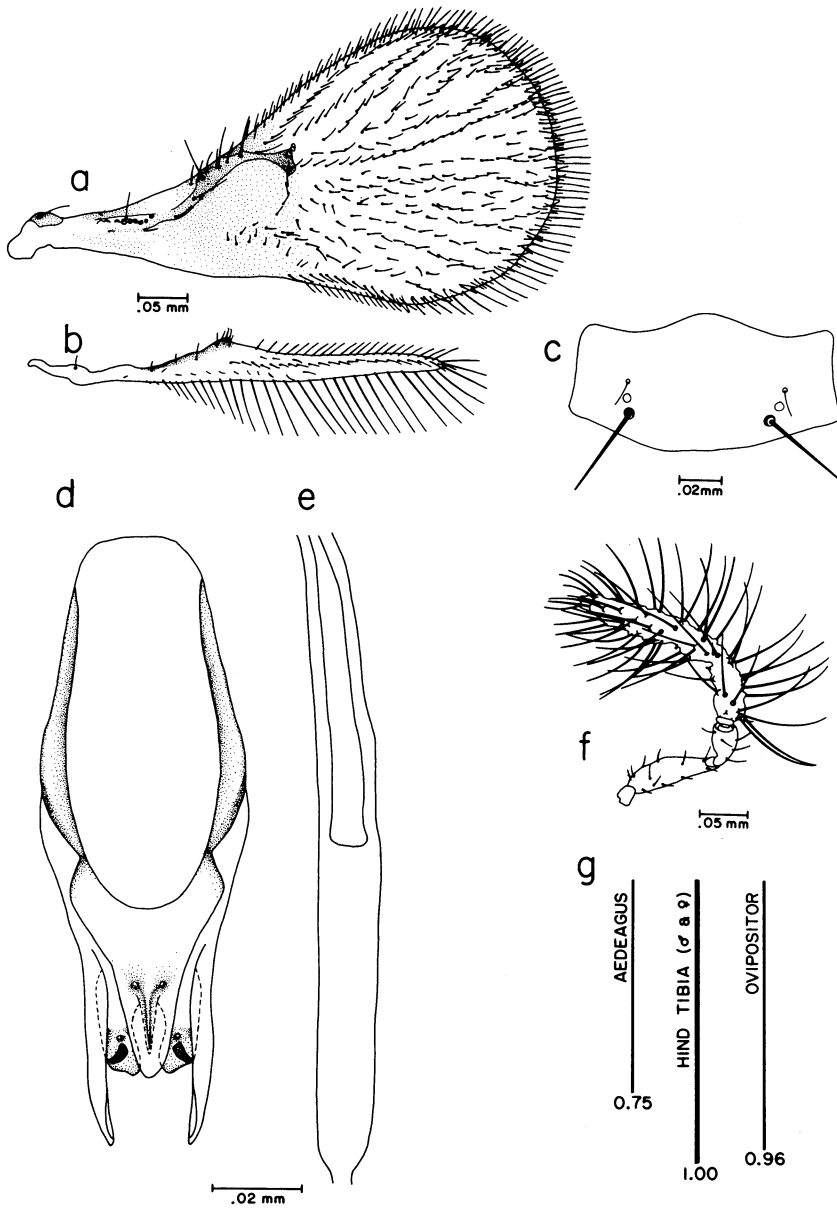 a
.05 mm
b
c
.02mm
d
e
f
.05 mm
g
AEDEAGUS
HIND TIBIA (♂ & ♀)
OVIPOSITOR
0.75
1.00
0.96
.02 mm